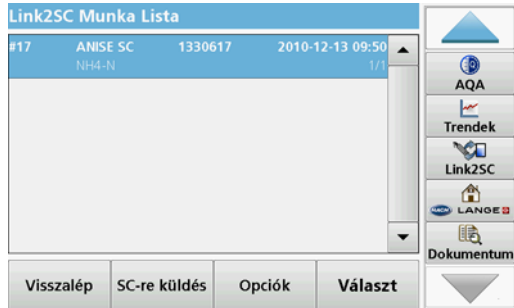 Link2SC Munka Lista
#17 ANISE SC 1330617 2010-12-13 09:50
NH4-N 1/1
AQA
Trendek
Link2SC
HACH LANGE
Dokumentum
Visszalép SC-re küldés Opciók Választ